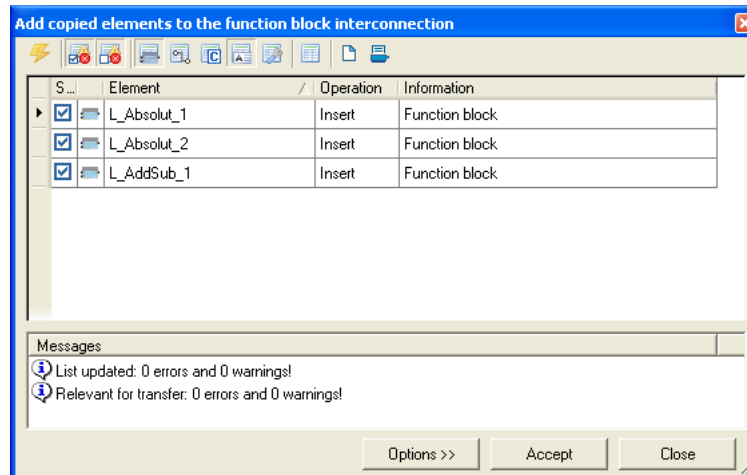 Add copied elements to the function block interconnection
S... Element Operation Information
L_Absolut_1 Insert Function block
L_Absolut_2 Insert Function block
L_AddSub_1 Insert Function block
Messages
List updated: 0 errors and 0 warnings!
Relevant for transfer: 0 errors and 0 warnings!
Options >> Accept Close